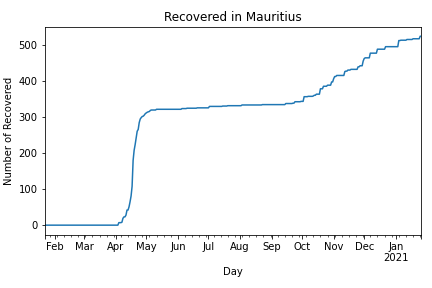 Recovered in Mauritius
Number of Recovered
500
400
300
200
100
0
Feb Mar Apr May Jun Jul Aug Sep Oct Nov Dec Jan
2021
Day